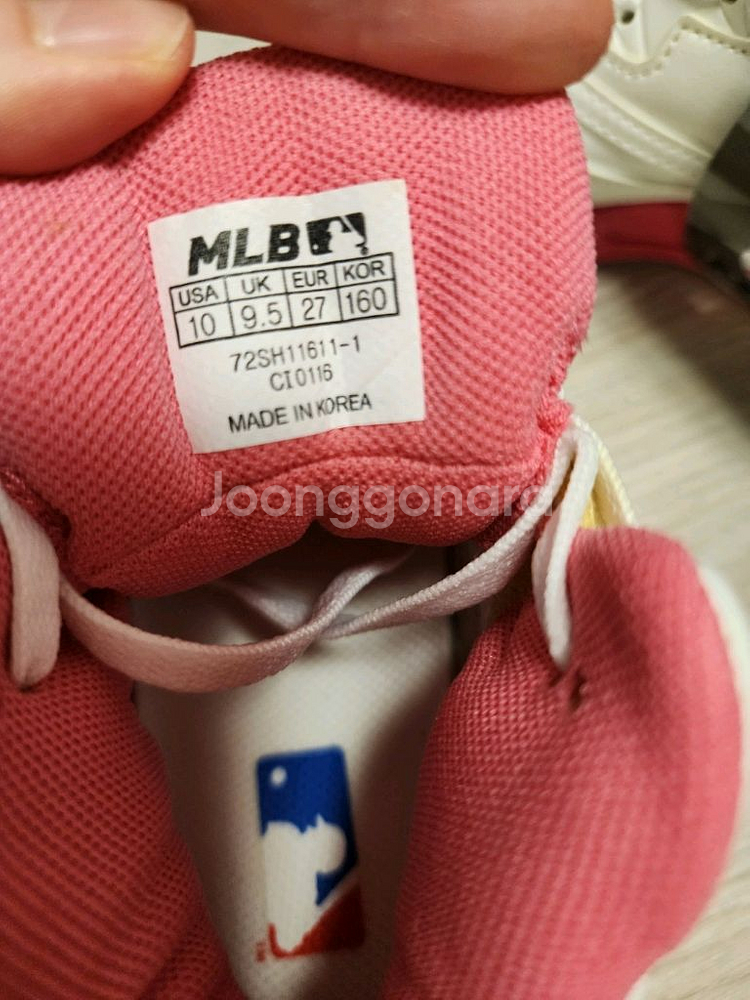 MLB
USA UK EUR KOR
10 9.5 27 160
72SH11611-1
CI0116
MADE IN KOREA
Joonggonara